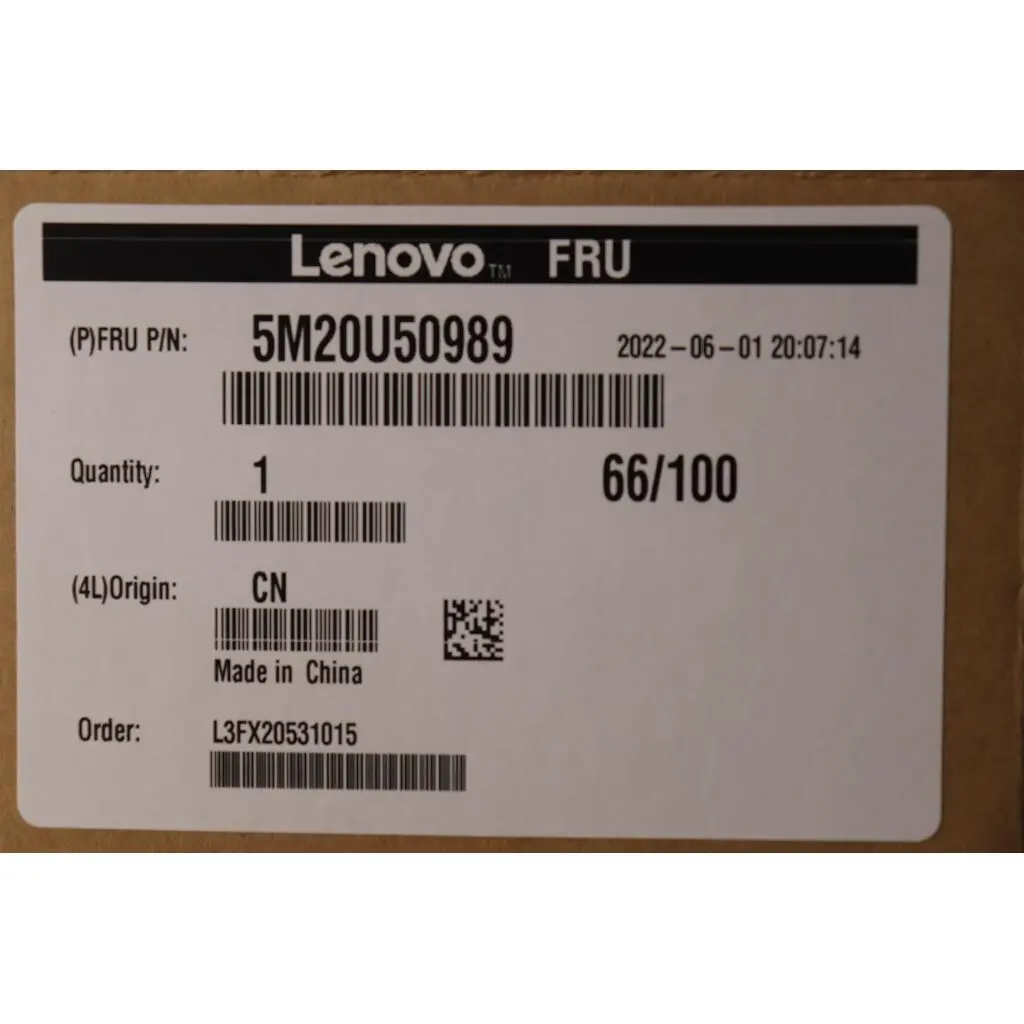 Lenovo™ FRU
(P)FRU P/N: 5M20U50989 2022-06-01 20:07:14
Quantity: 1 66/100
(4L)Origin: CN
Made in China
Order: L3FX20531015